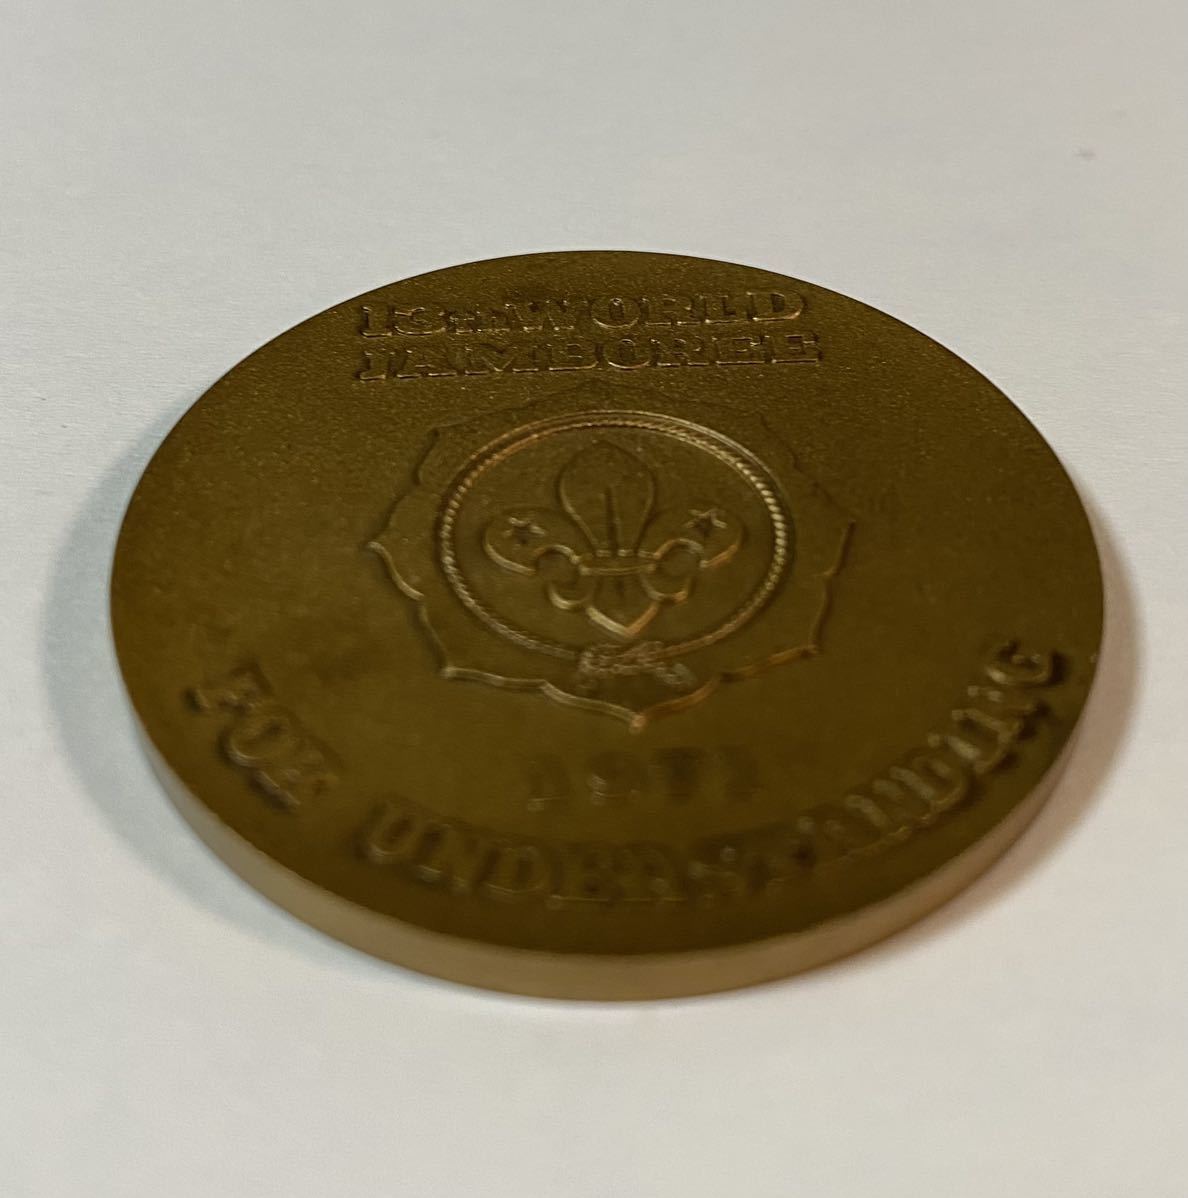 13TH WORLD
JAMBOREE
1971
FOR UNDERSTANDING